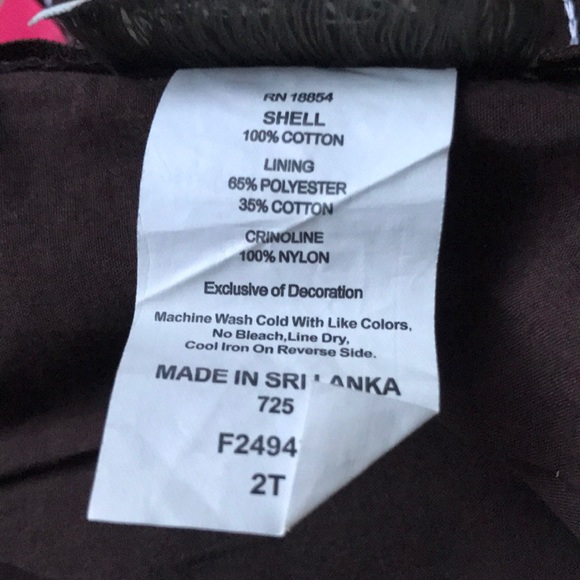 RN 18854
SHELL
100% COTTON
LINING
65% POLYESTER
35% COTTON
CRINOLINE
100% NYLON
Exclusive of Decoration
Machine Wash Cold With Like Colors,
No Bleach,Line Dry,
Cool Iron On Reverse Side.
MADE IN SRI LANKA
725
F2494
2T